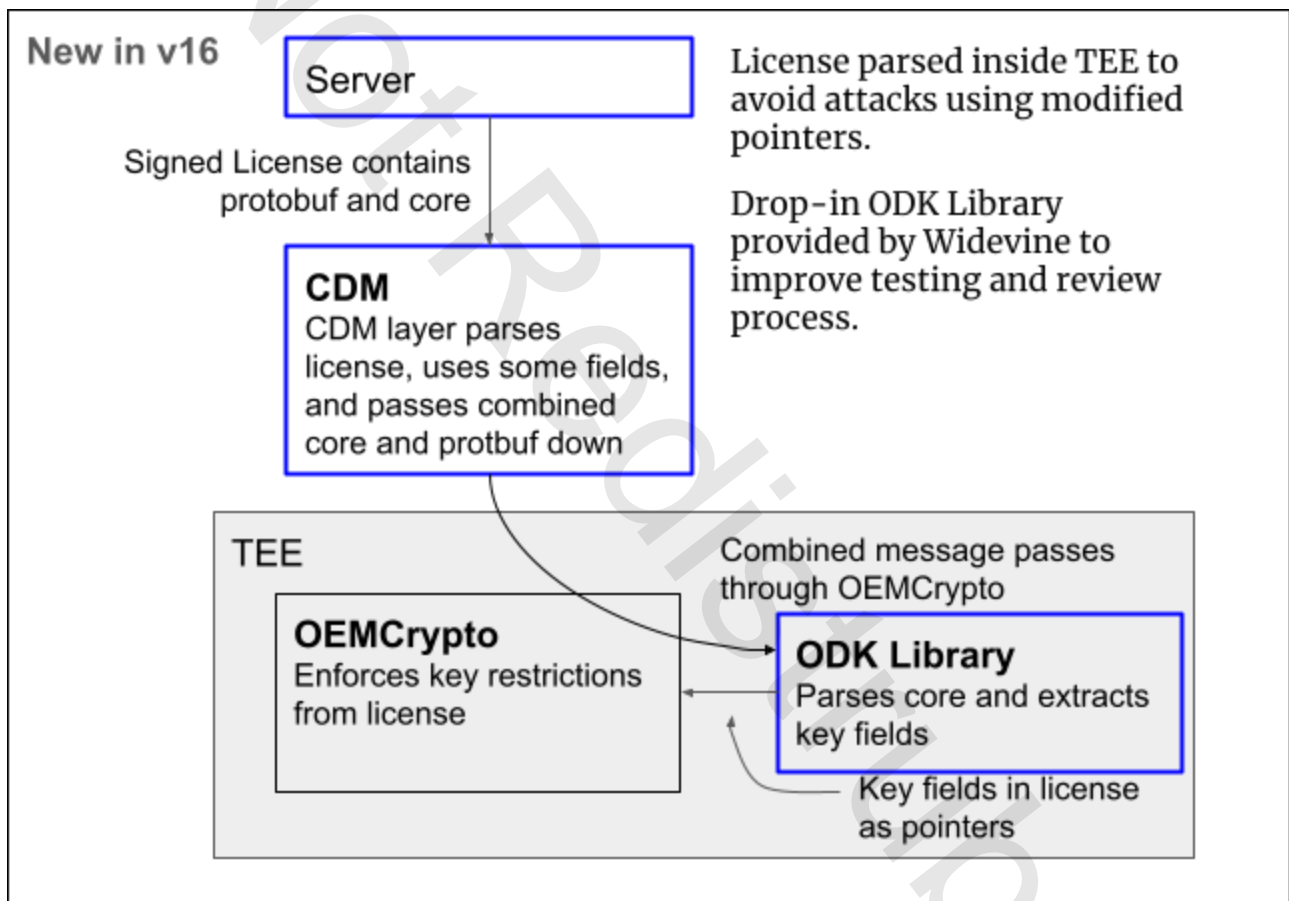 New in v16
Server
License parsed inside TEE to
avoid attacks using modified
pointers.
Signed License contains
protobuf and core
Drop-in ODK Library
provided by Widevine to
improve testing and review
process.
CDM
CDM layer parses
license, uses some fields,
and passes combined
core and protbuf down
TEE
Combined message passes
through OEMCrypto
OEMCrypto
Enforces key restrictions
from license
ODK Library
Parses core and extracts
key fields
Key fields in license
as pointers